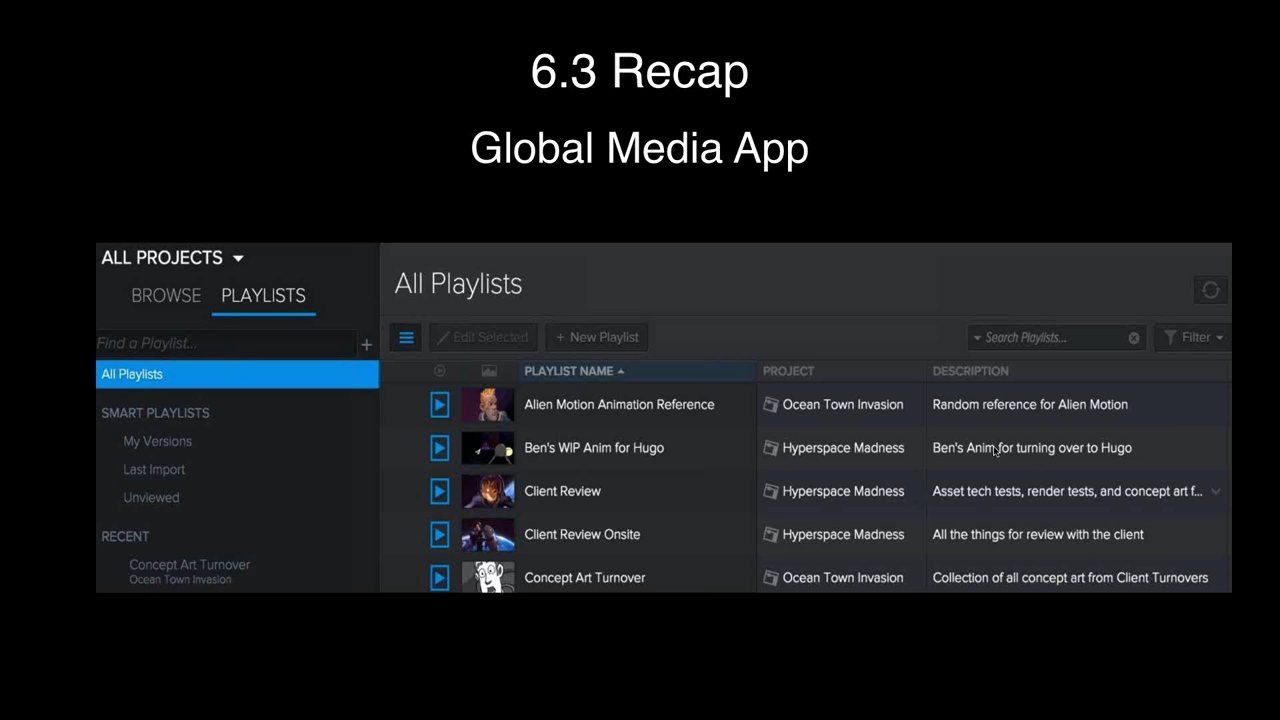 6.3 Recap
Global Media App
ALL PROJECTS
BROWSE PLAYLISTS
Find a Playlist...
All Playlists
SMART PLAYLISTS
My Versions
Last Import
Unviewed
RECENT
Concept Art Turnover
Ocean Town Invasion
All Playlists
Edit Selected + New Playlist Search Playlists... Filter
PLAYLIST NAME PROJECT DESCRIPTION
Alien Motion Animation Reference Ocean Town Invasion Random reference for Alien Motion
Ben's WIP Anim for Hugo Hyperspace Madness Ben's Anim for turning over to Hugo
Client Review Hyperspace Madness Asset tech tests, render tests, and concept art f...
Client Review Onsite Hyperspace Madness All the things for review with the client
Concept Art Turnover Ocean Town Invasion Collection of all concept art from Client Turnovers